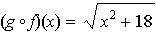 (g ∘ f)(x) = √(x² + 18)